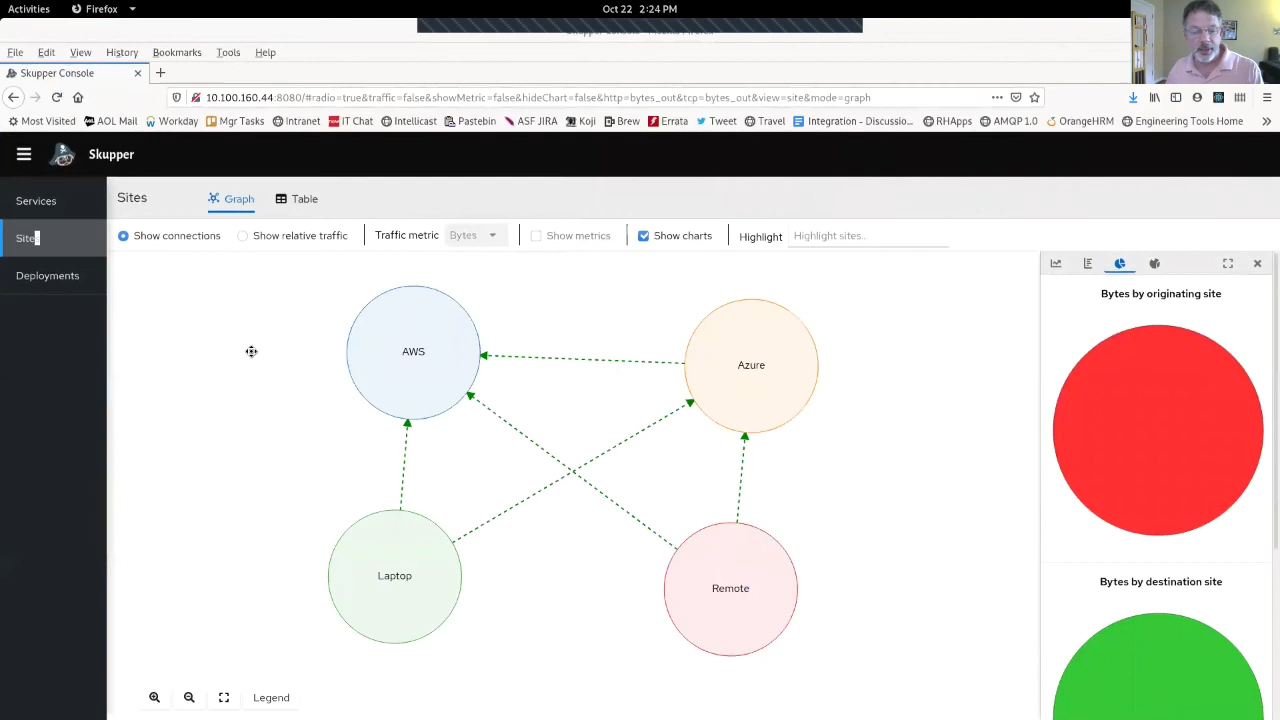 Activities Firefox Oct 22 2:24 PM
File Edit View History Bookmarks Tools Help
Skupper Console
10.100.160.44:8080/#radio=true&traffic=false&showMetric=false&hideChart=false&http=bytes_out&tcp=bytes_out&view=site&mode=graph
Most Visited AOL Mail Workday Mgr Tasks Intranet IT Chat Intellicast Pastebin ASF JIRA Koji Brew Errata Tweet Travel Integration - Discussio... RHApps AMQP 1.0 OrangeHRM Engineering Tools Home
Skupper
Services
Sites
Deployments
Sites Graph Table
Show connections Show relative traffic Traffic metric Bytes Show metrics Show charts Highlight Highlight sites...
Bytes by originating site
AWS
Azure
Laptop
Remote
Bytes by destination site
Legend